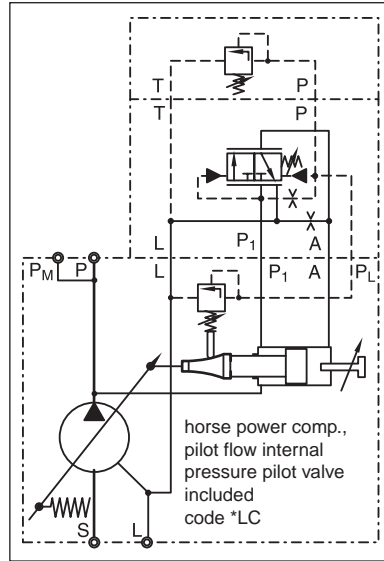 T P
T P
L P1 A
PM P L P1 A PL
horse power comp.,
pilot flow internal
pressure pilot valve
included
code *LC
S L